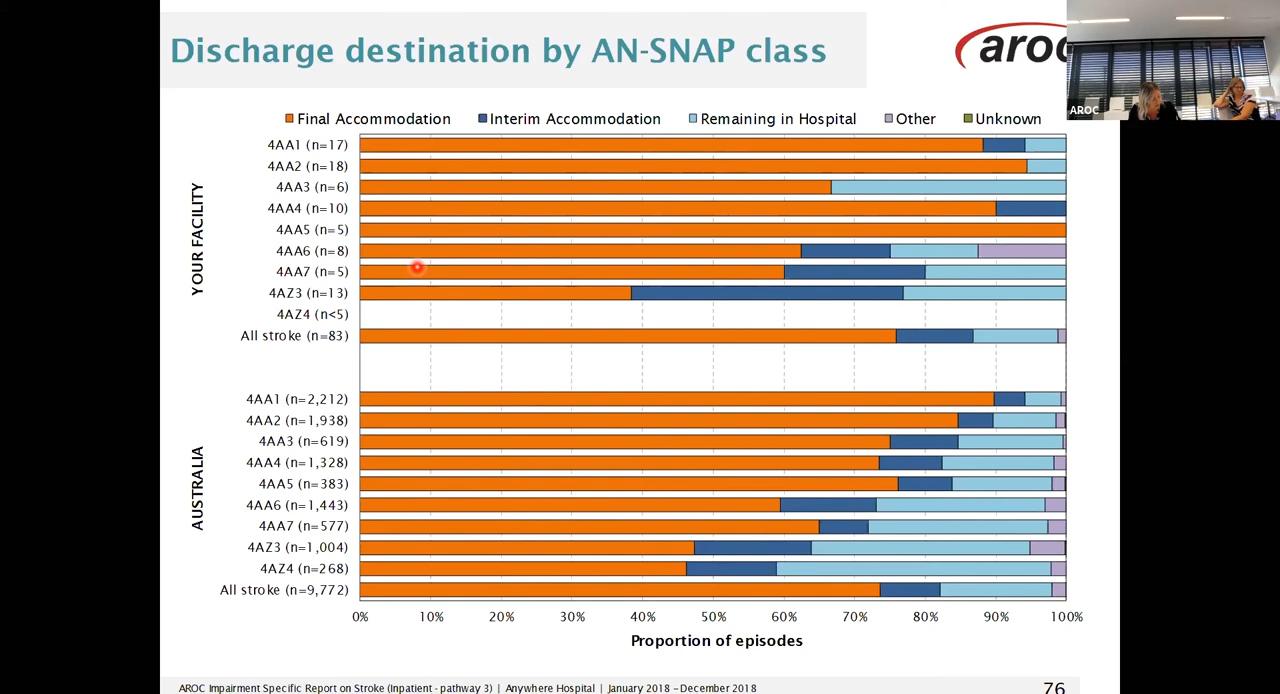 Discharge destination by AN-SNAP class
aroc
AROC
Final Accommodation Interim Accommodation Remaining in Hospital Other Unknown
YOUR FACILITY
4AA1 (n=17)
4AA2 (n=18)
4AA3 (n=6)
4AA4 (n=10)
4AA5 (n=5)
4AA6 (n=8)
4AA7 (n=5)
4AZ3 (n=13)
4AZ4 (n<5)
All stroke (n=83)
AUSTRALIA
4AA1 (n=2,212)
4AA2 (n=1,938)
4AA3 (n=619)
4AA4 (n=1,328)
4AA5 (n=383)
4AA6 (n=1,443)
4AA7 (n=577)
4AZ3 (n=1,004)
4AZ4 (n=268)
All stroke (n=9,772)
0% 10% 20% 30% 40% 50% 60% 70% 80% 90% 100%
Proportion of episodes
AROC Impairment Specific Report on Stroke (Inpatient - pathway 3) | Anywhere Hospital | January 2018 – December 2018
76